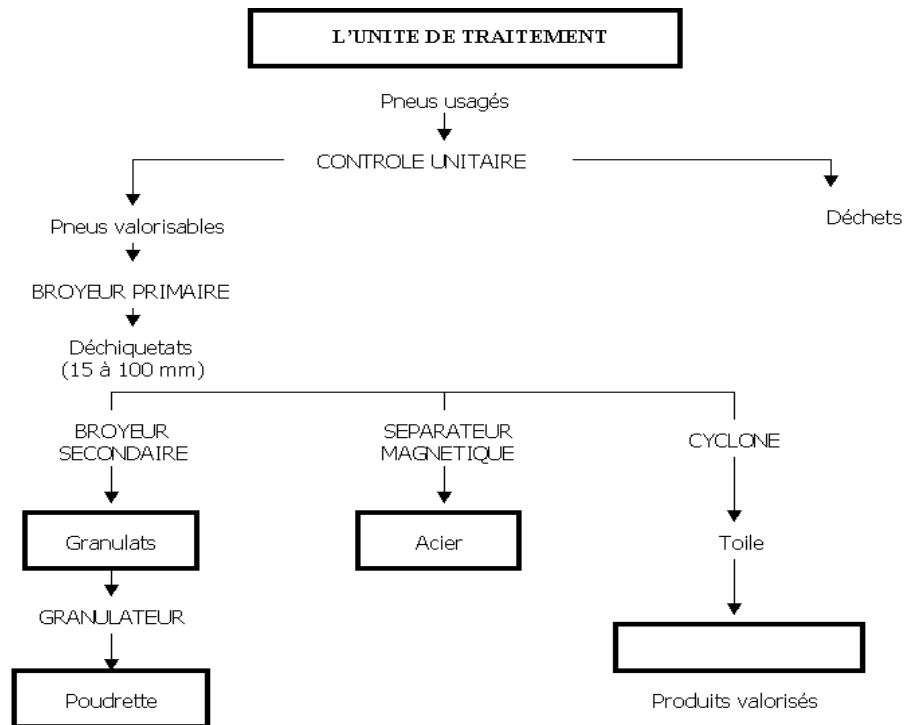 L'UNITE DE TRAITEMENT
Pneus usagés
CONTROLE UNITAIRE
Pneus valorisables
Déchets
BROYEUR PRIMAIRE
Déchiquetats
(15 à 100 mm)
BROYEUR
SECONDAIRE
SEPARATEUR
MAGNETIQUE
CYCLONE
Granulats
Acier
Toile
GRANULATEUR
Poudrette
Produits valorisés